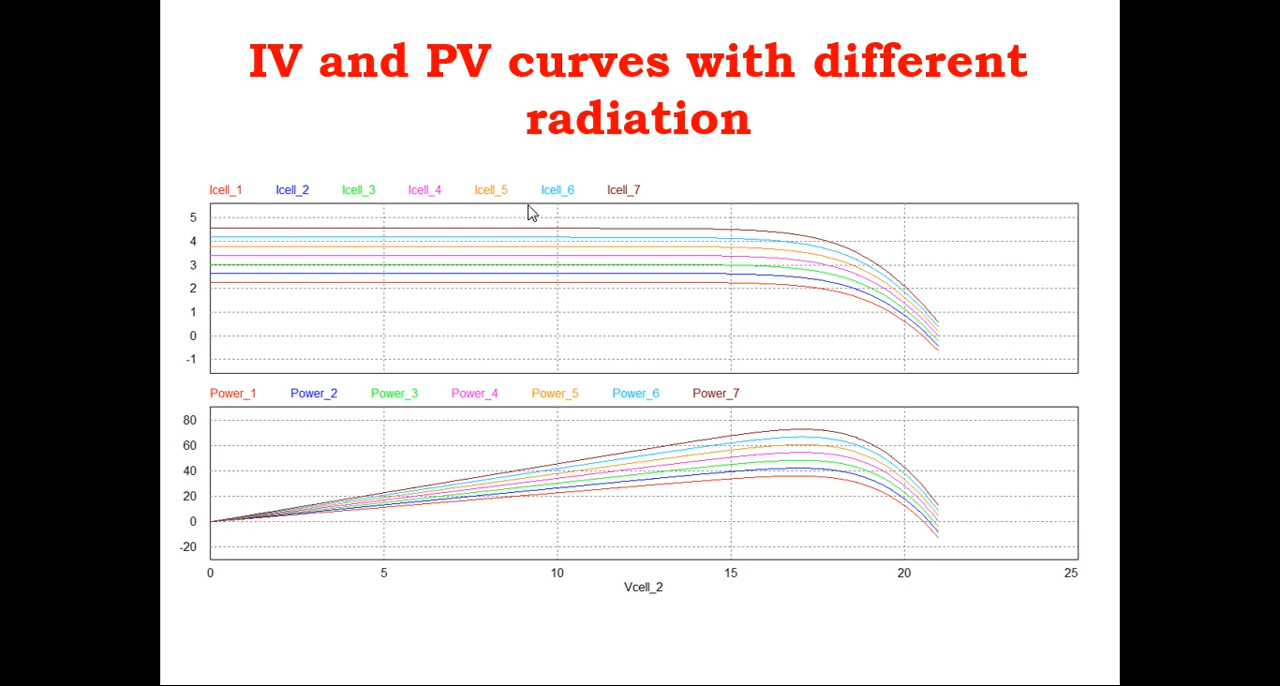 IV and PV curves with different
radiation
Icell_1 Icell_2 Icell_3 Icell_4 Icell_5 Icell_6 Icell_7
5
4
3
2
1
0
-1
Power_1 Power_2 Power_3 Power_4 Power_5 Power_6 Power_7
80
60
40
20
0
-20
0 5 10 15 20 25
Vcell_2